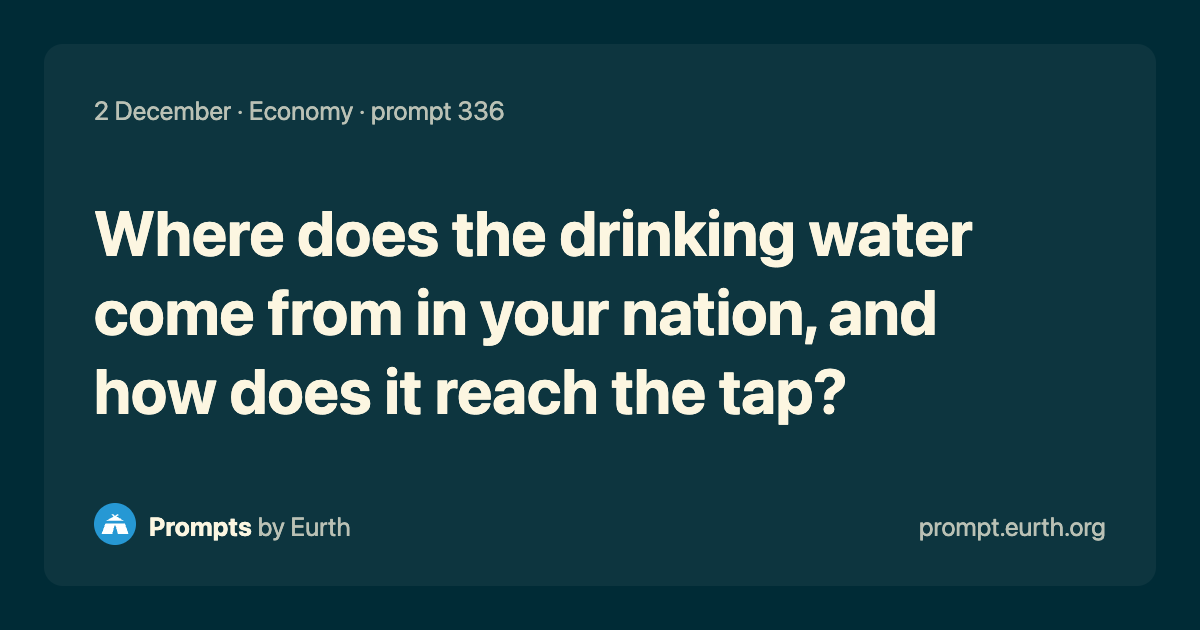 2 December · Economy · prompt 336
Where does the drinking water
come from in your nation, and
how does it reach the tap?
Prompts by Eurth
prompt.eurth.org